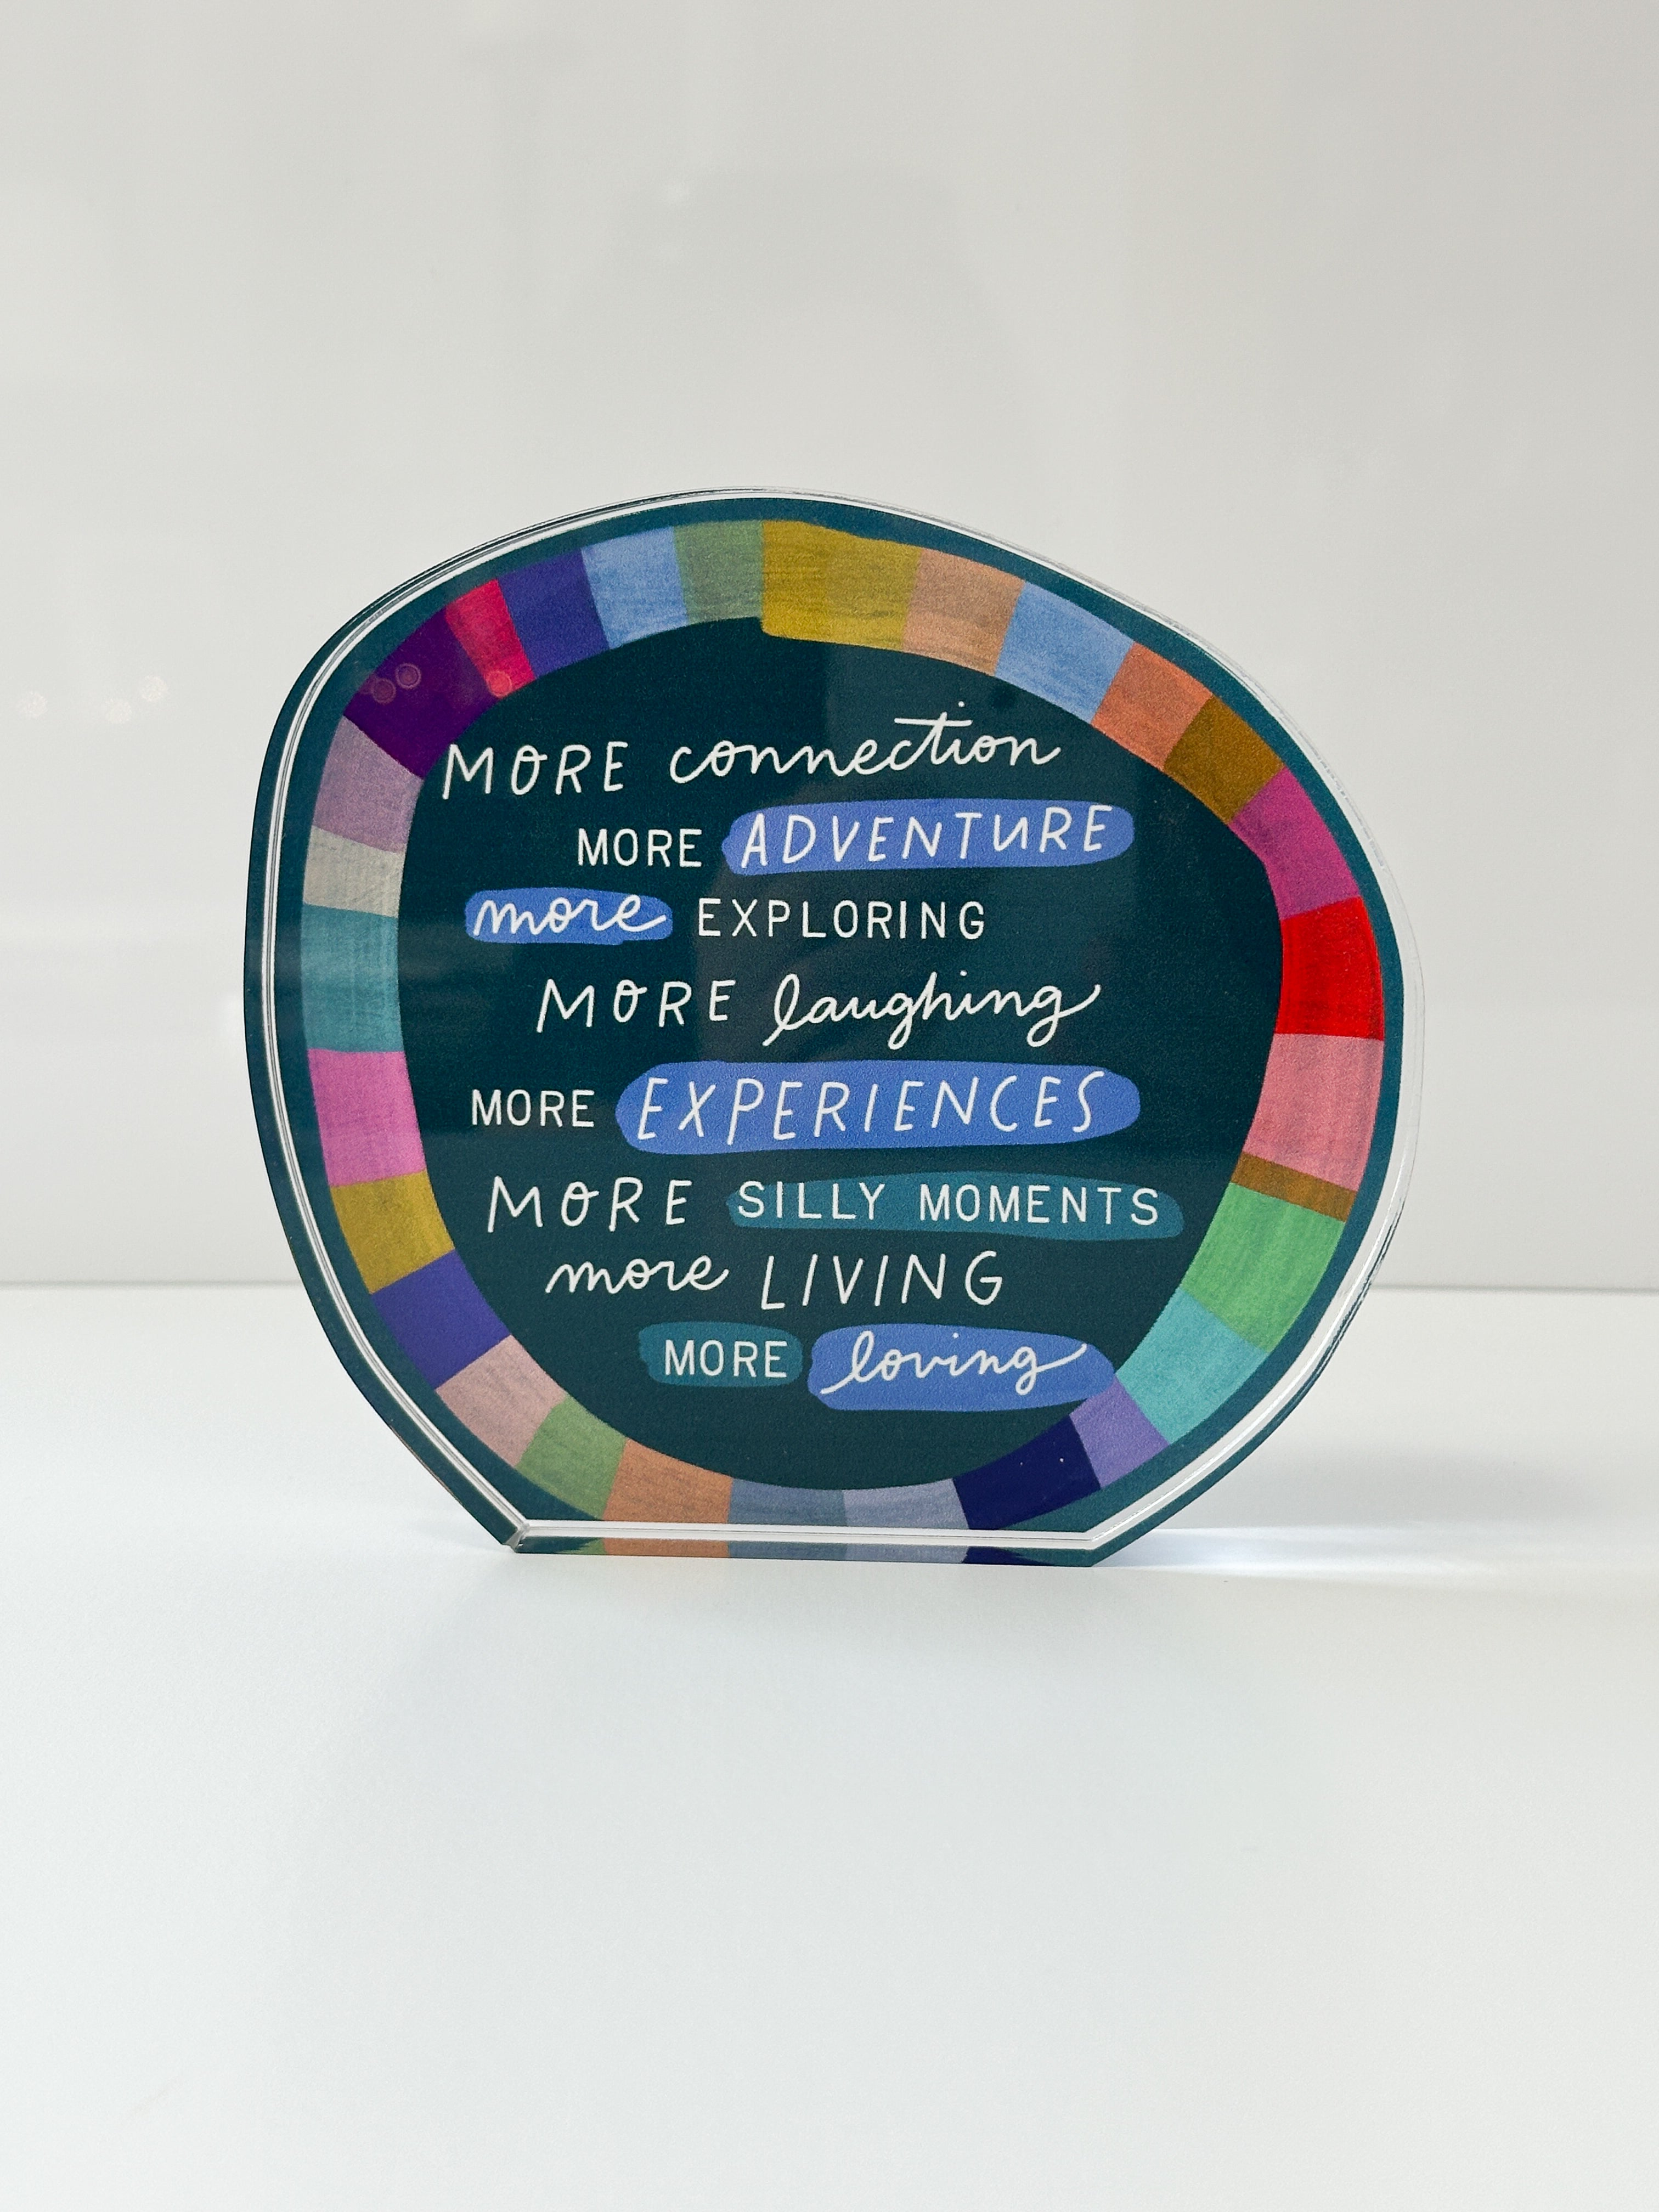 MORE connection
MORE ADVENTURE
more EXPLORING
MORE laughing
MORE EXPERIENCES
MORE SILLY MOMENTS
more LIVING
MORE loving